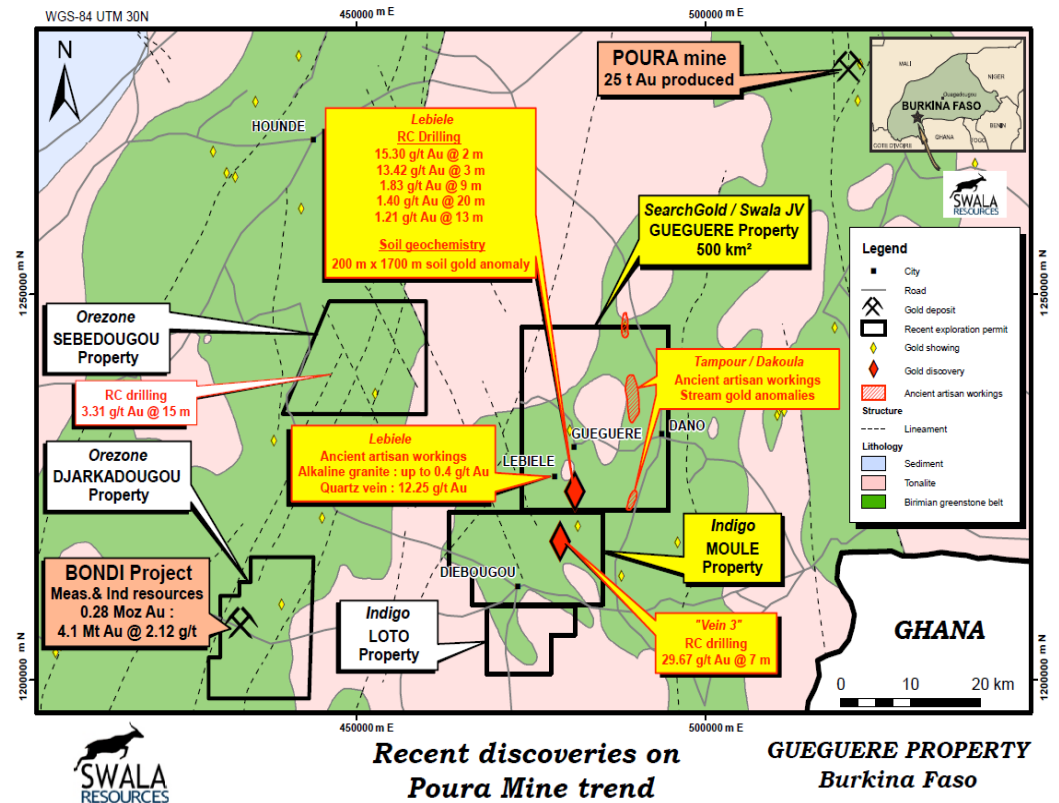 WGS-84 UTM 30N
450000 m E
500000 m E
N
POURA mine
25 t Au produced
MALI
NIGER
Ouagadougou
BURKINA FASO
GHANA
TOGO
BENIN
COTE D'IVOIRE
SWALA
RESOURCES
HOUNDE
Lebiele
RC Drilling
15.30 g/t Au @ 2 m
13.42 g/t Au @ 3 m
1.83 g/t Au @ 9 m
1.40 g/t Au @ 20 m
1.21 g/t Au @ 13 m
Soil geochemistry
200 m x 1700 m soil gold anomaly
SearchGold / Swala JV
GUEGUERE Property
500 km²
Legend
City
Road
Gold deposit
Recent exploration permit
Gold showing
Gold discovery
Ancient artisan workings
Structure
Lineament
Lithology
Sediment
Tonalite
Birimian greenstone belt
1250000 m N
1250000 m N
Orezone
SEBEDOUGOU
Property
RC drilling
3.31 g/t Au @ 15 m
Tampour / Dakoula
Ancient artisan workings
Stream gold anomalies
Orezone
DJARKADOUGOU
Property
Lebiele
Ancient artisan workings
Alkaline granite : up to 0.4 g/t Au
Quartz vein : 12.25 g/t Au
GUEGUERE
DANO
LEBIELE
Indigo
MOULE
Property
BONDI Project
Meas.& Ind resources
0.28 Moz Au :
4.1 Mt Au @ 2.12 g/t
DIEBOUGOU
Indigo
LOTO
Property
"Vein 3"
RC drilling
29.67 g/t Au @ 7 m
GHANA
0 10 20 km
1200000 m N
1200000 m N
450000 m E
500000 m E
SWALA
RESOURCES
Recent discoveries on
Poura Mine trend
GUEGUERE PROPERTY
Burkina Faso